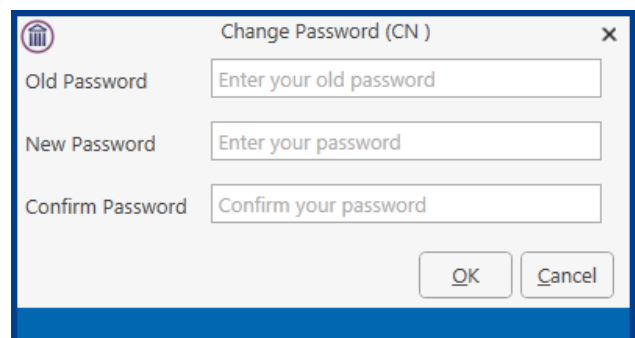 Change Password (CN )
Old Password Enter your old password
New Password Enter your password
Confirm Password Confirm your password
OK Cancel